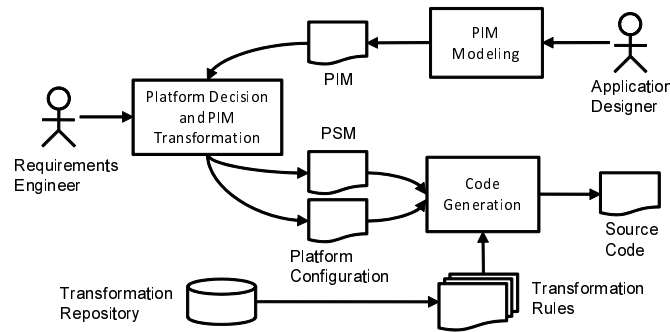 PIM
Modeling
PIM
Application
Designer
Platform Decision
and PIM
Transformation
Requirements
Engineer
PSM
Code
Generation
Platform
Configuration
Source
Code
Transformation
Repository
Transformation
Rules